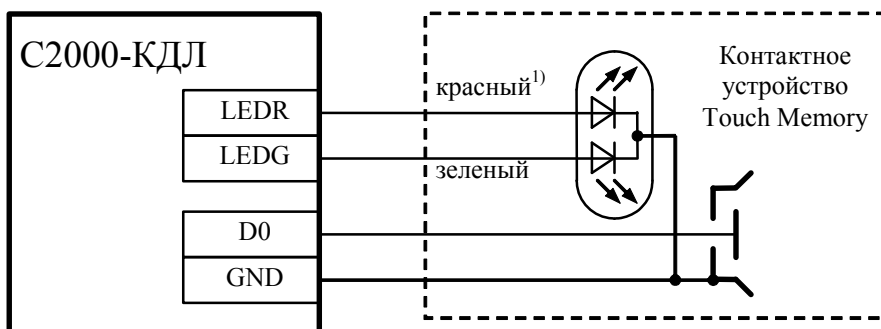 С2000-КДЛ
Контактное
устройство
Touch Memory
красный1)
LEDR
LEDG
зеленый
D0
GND